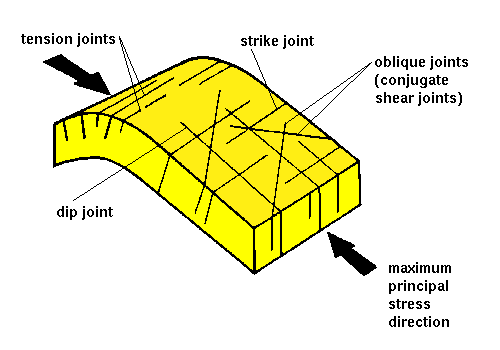 tension joints
strike joint
oblique joints
(conjugate
shear joints)
dip joint
maximum
principal
stress
direction